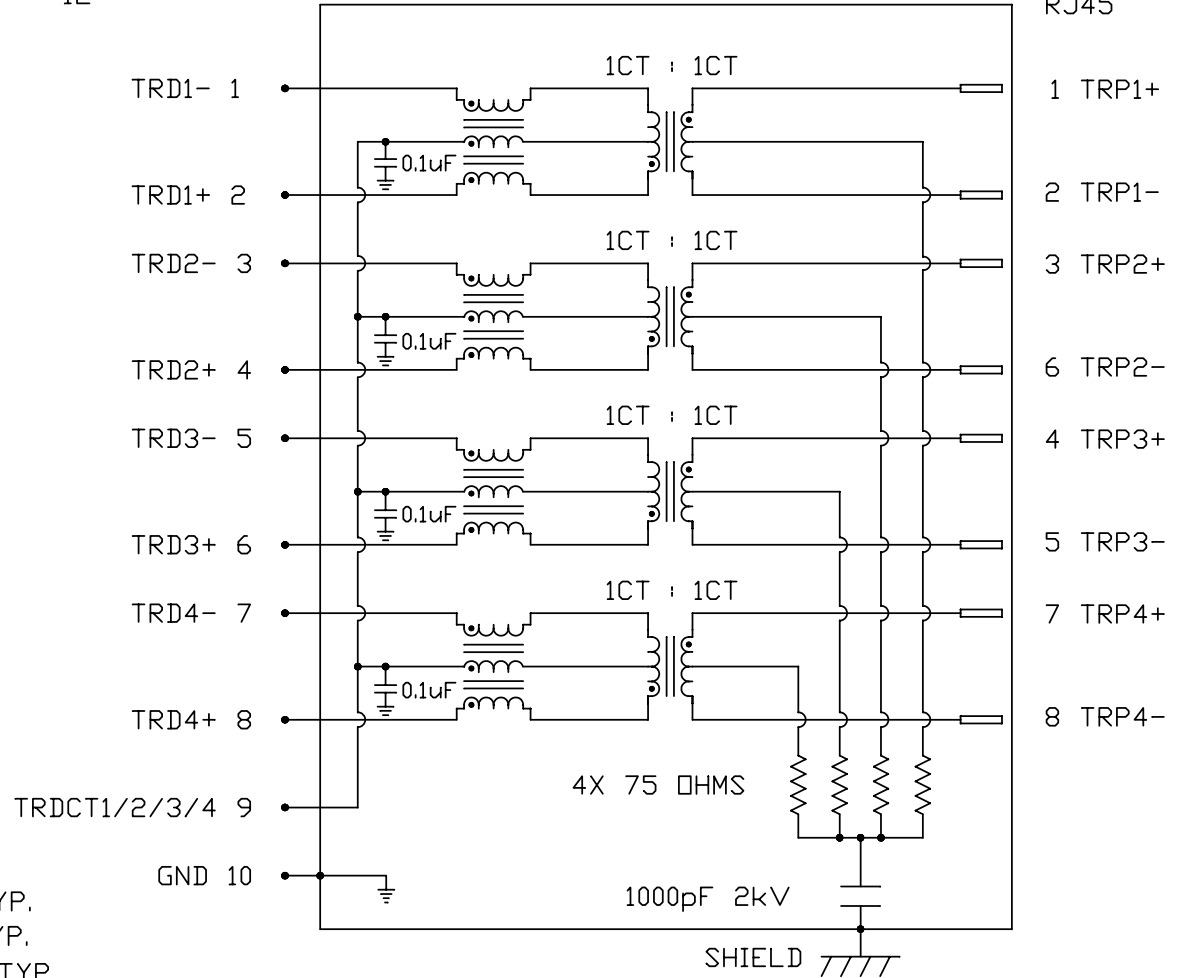 RJ45
1CT : 1CT
TRD1- 1
1 TRP1+
0.1uF
TRD1+ 2
2 TRP1-
1CT : 1CT
TRD2- 3
3 TRP2+
0.1uF
TRD2+ 4
6 TRP2-
1CT : 1CT
TRD3- 5
4 TRP3+
0.1uF
TRD3+ 6
5 TRP3-
1CT : 1CT
TRD4- 7
7 TRP4+
0.1uF
TRD4+ 8
8 TRP4-
4X 75 OHMS
TRDCT1/2/3/4 9
GND 10
1000pF 2kV
YP.
YP.
SHIELD
TYP